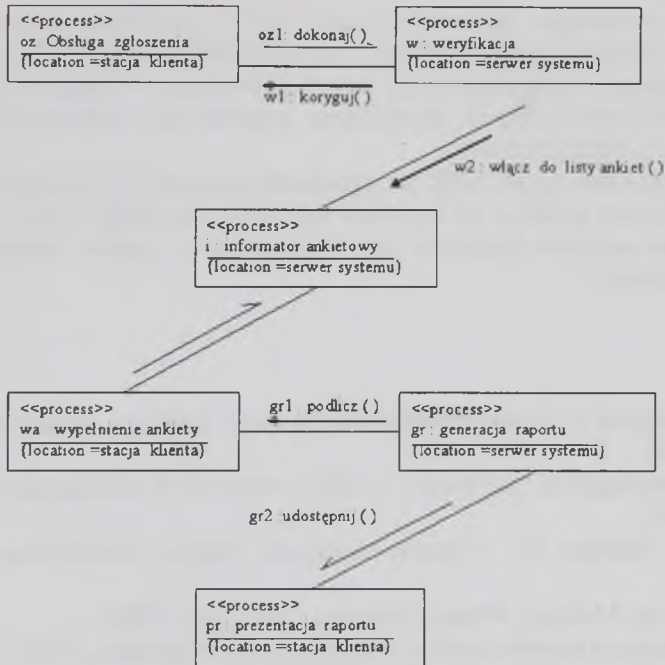 <<process>>
oz Obsługa zgłoszenia
{location =stacja klienta}
oz1: dokonaj()
w1: koryguj()
<<process>>
w : weryfikacja
{location =serwer systemu}
w2: włącz do listy ankiet ()
<<process>>
i informator ankietowy
{location =serwer systemu}
<<process>>
wa wypełnienie ankiety
{location =stacja klienta}
gr1 podlicz ()
<<process>>
gr : generacja raportu
{location =serwer systemu}
gr2 udostępnij ()
<<process>>
pr prezentacja raportu
{location =stacja klienta}